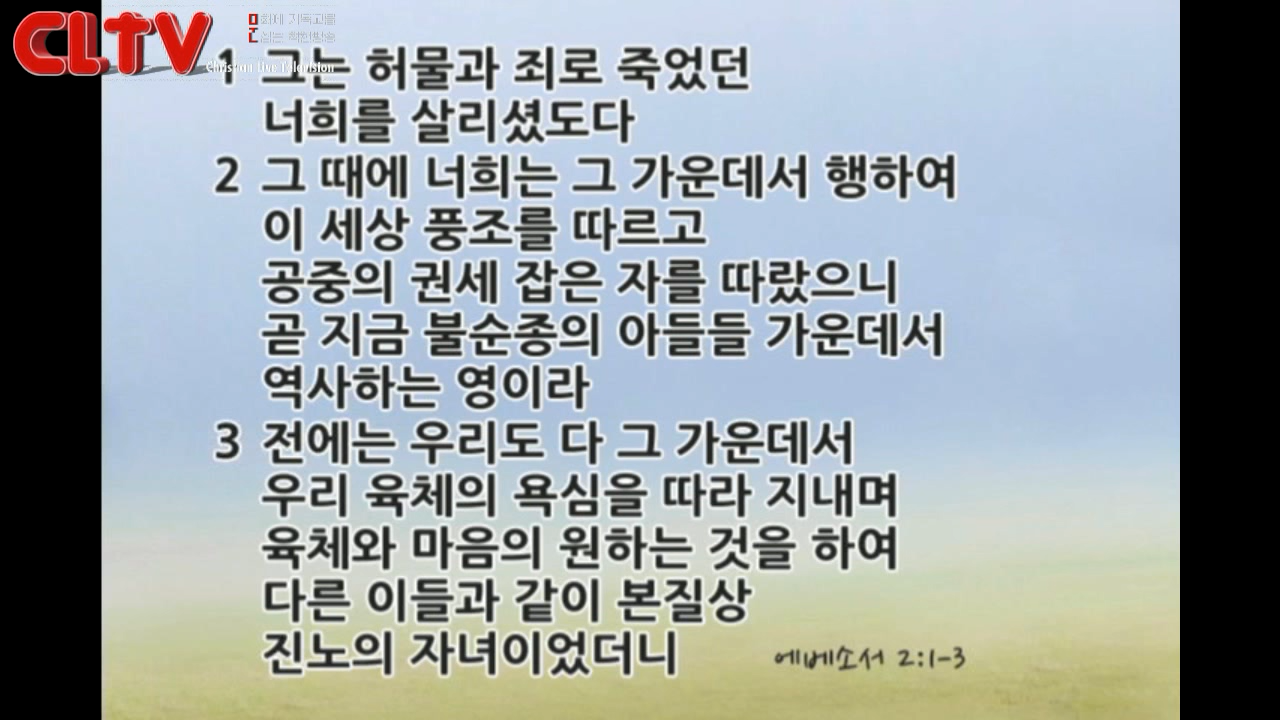 CLTV
Christian Live Television
1 그는 허물과 죄로 죽었던
너희를 살리셨도다
2 그 때에 너희는 그 가운데서 행하여
이 세상 풍조를 따르고
공중의 권세 잡은 자를 따랐으니
곧 지금 불순종의 아들들 가운데서
역사하는 영이라
3 전에는 우리도 다 그 가운데서
우리 육체의 욕심을 따라 지내며
육체와 마음의 원하는 것을 하여
다른 이들과 같이 본질상
진노의 자녀이었더니
에베소서 2:1-3